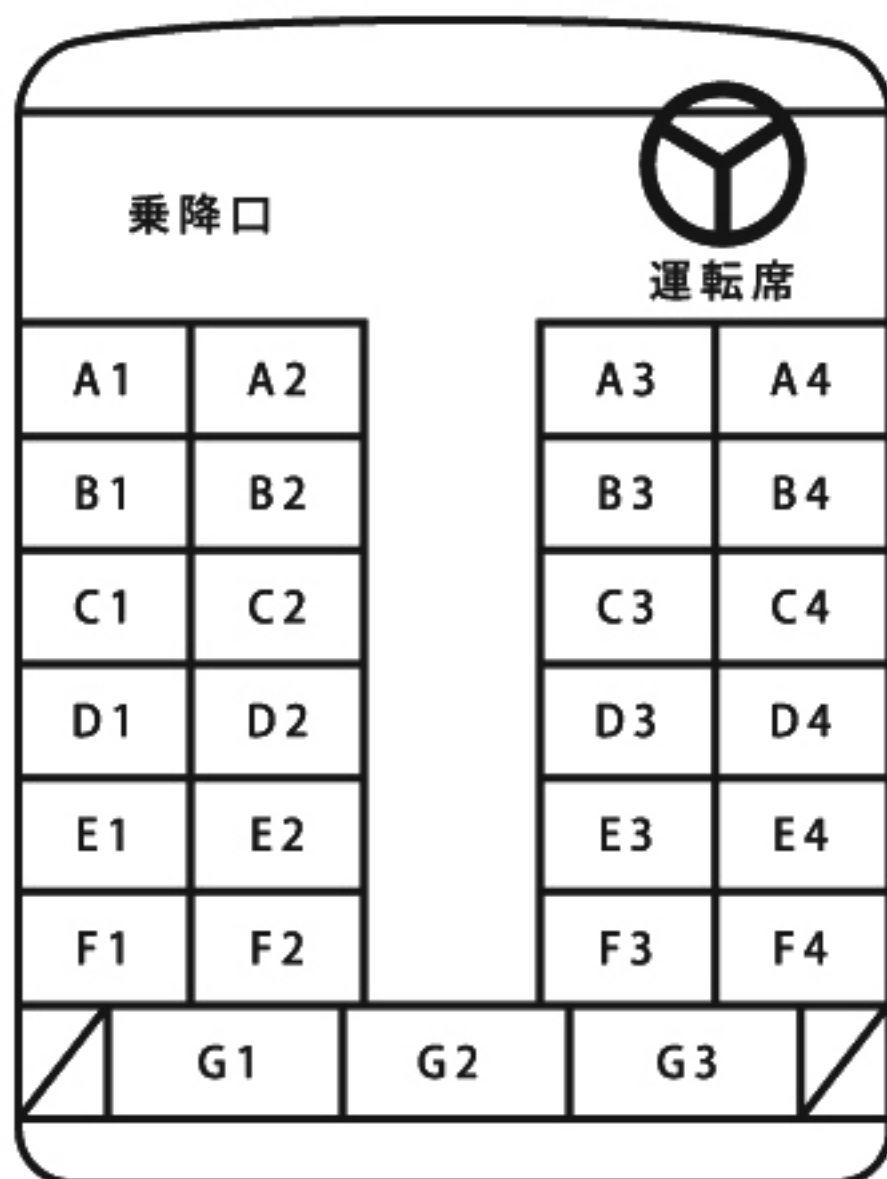 乗降口
運転席
A1 A2 A3 A4
B1 B2 B3 B4
C1 C2 C3 C4
D1 D2 D3 D4
E1 E2 E3 E4
F1 F2 F3 F4
G1 G2 G3